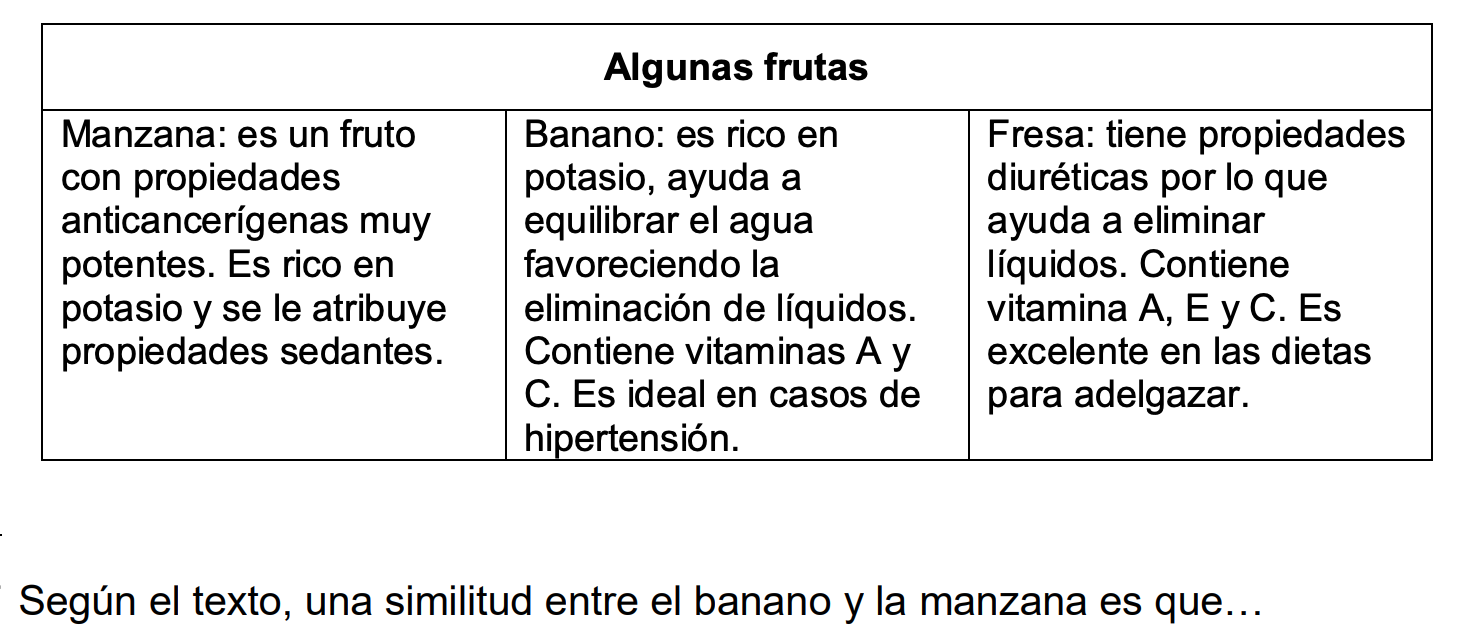 Algunas frutas
Manzana: es un fruto
con propiedades
anticancerígenas muy
potentes. Es rico en
potasio y se le atribuye
propiedades sedantes.
Banano: es rico en
potasio, ayuda a
equilibrar el agua
favoreciendo la
eliminación de líquidos.
Contiene vitaminas A y
C. Es ideal en casos de
hipertensión.
Fresa: tiene propiedades
diuréticas por lo que
ayuda a eliminar
líquidos. Contiene
vitamina A, E y C. Es
excelente en las dietas
para adelgazar.
Según el texto, una similitud entre el banano y la manzana es que…